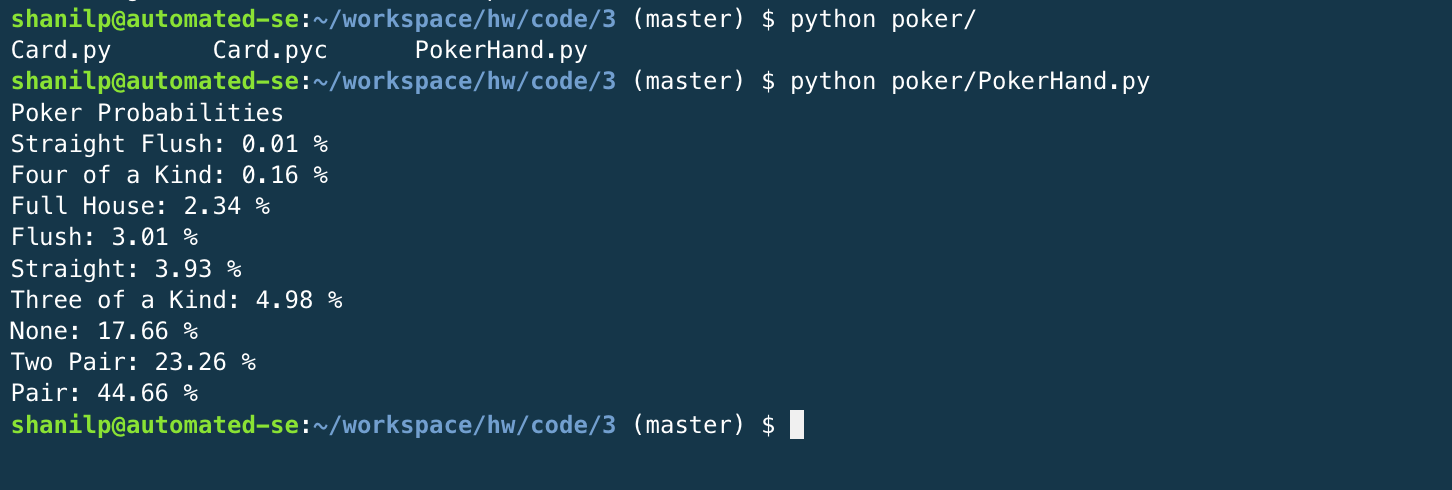 shanilp@automated-se:~/workspace/hw/code/3 (master) $ python poker/
Card.py       Card.pyc      PokerHand.py
shanilp@automated-se:~/workspace/hw/code/3 (master) $ python poker/PokerHand.py
Poker Probabilities
Straight Flush: 0.01 %
Four of a Kind: 0.16 %
Full House: 2.34 %
Flush: 3.01 %
Straight: 3.93 %
Three of a Kind: 4.98 %
None: 17.66 %
Two Pair: 23.26 %
Pair: 44.66 %
shanilp@automated-se:~/workspace/hw/code/3 (master) $